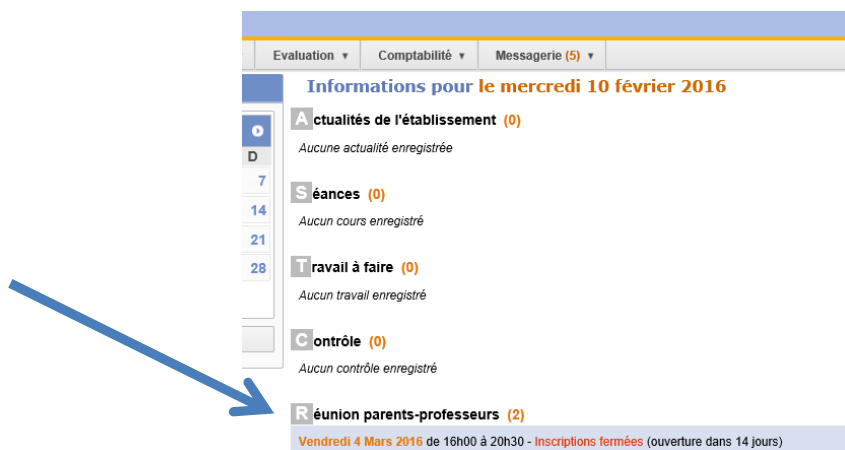 Evaluation Comptabilité Messagerie (5)
Informations pour le mercredi 10 février 2016
Actualités de l'établissement (0)
Aucune actualité enregistrée
D
7
14
21
28
Séances (0)
Aucun cours enregistré
Travail à faire (0)
Aucun travail enregistré
Contrôle (0)
Aucun contrôle enregistré
Réunion parents-professeurs (2)
Vendredi 4 Mars 2016 de 16h00 à 20h30 - Inscriptions fermées (ouverture dans 14 jours)